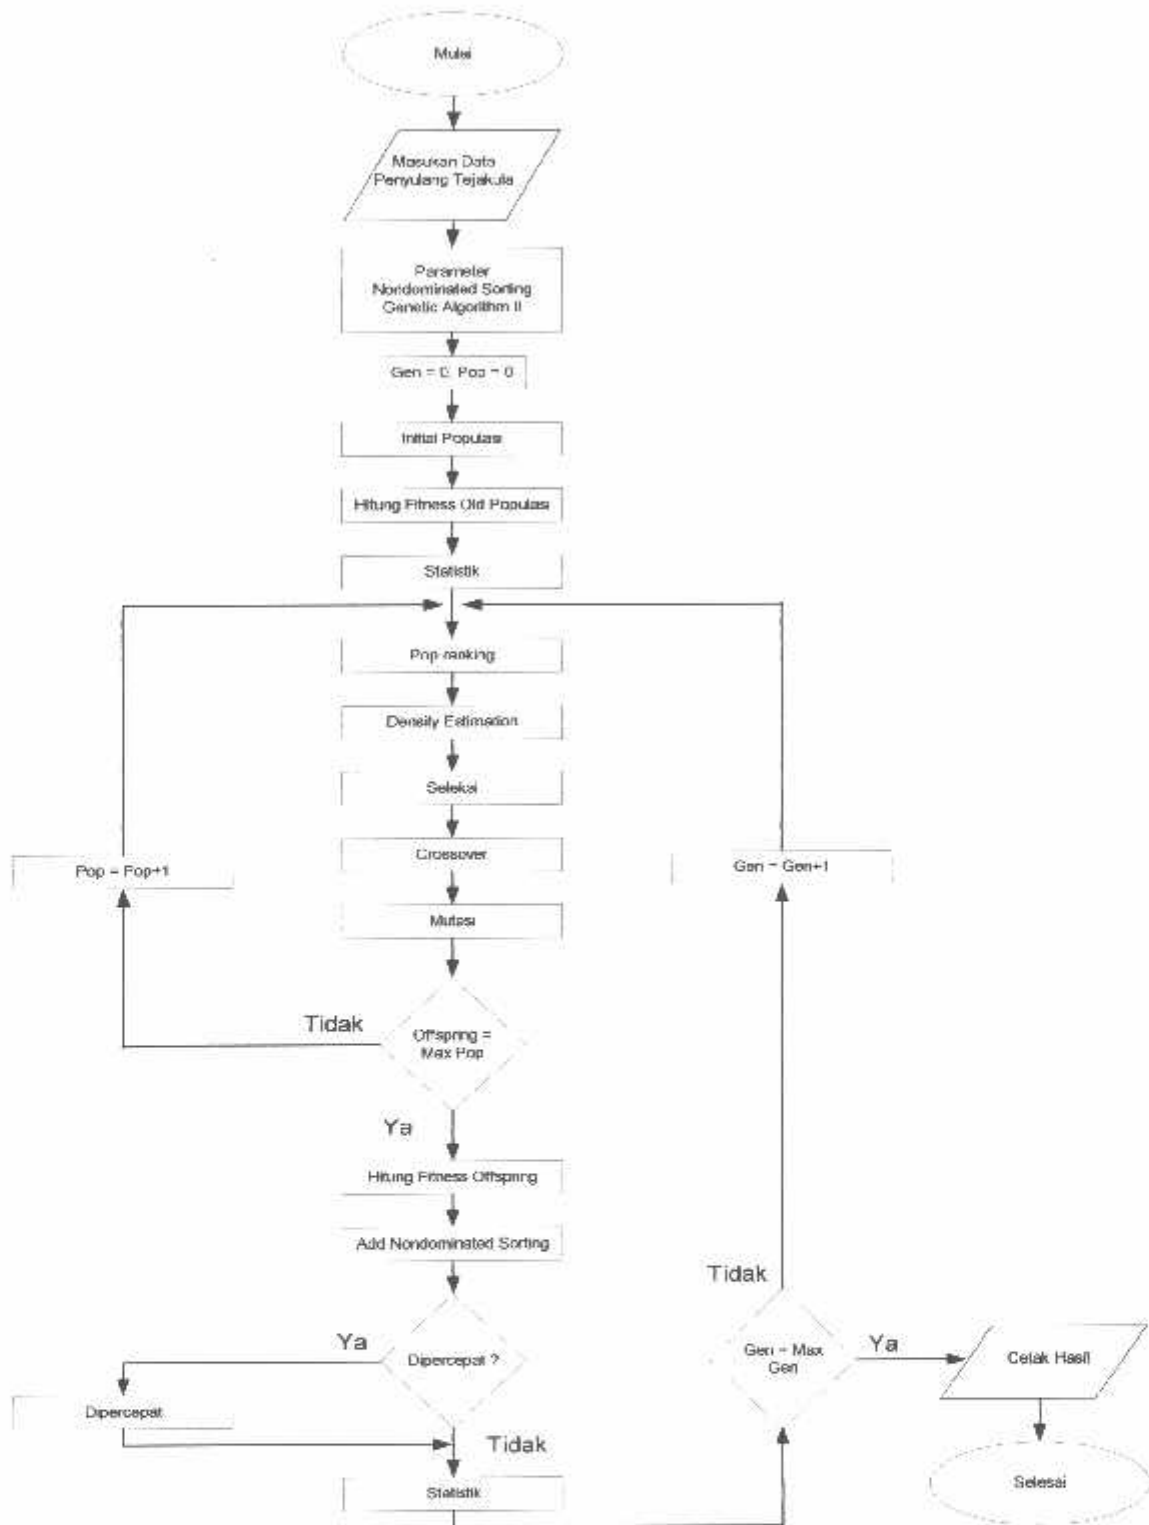 Mulai
Masukan Data
Penyulang Tejakula
Parameter
Nondominated Sorting
Genetic Algorithm II
Gen = 0, Pop = 0
Initial Populasi
Hitung Fitness Old Populasi
Statistik
Pop ranking
Density Estimation
Seleksi
Crossover
Mutasi
Pop = Pop+1
Gen = Gen+1
Tidak
Offspring =
Max Pop
Ya
Hitung Fitness Offspring
Add Nondominated Sorting
Ya
Dipercepat ?
Dipercepat
Tidak
Statistik
Tidak
Gen = Max
Gen
Ya
Cetak Hasil
Selesai